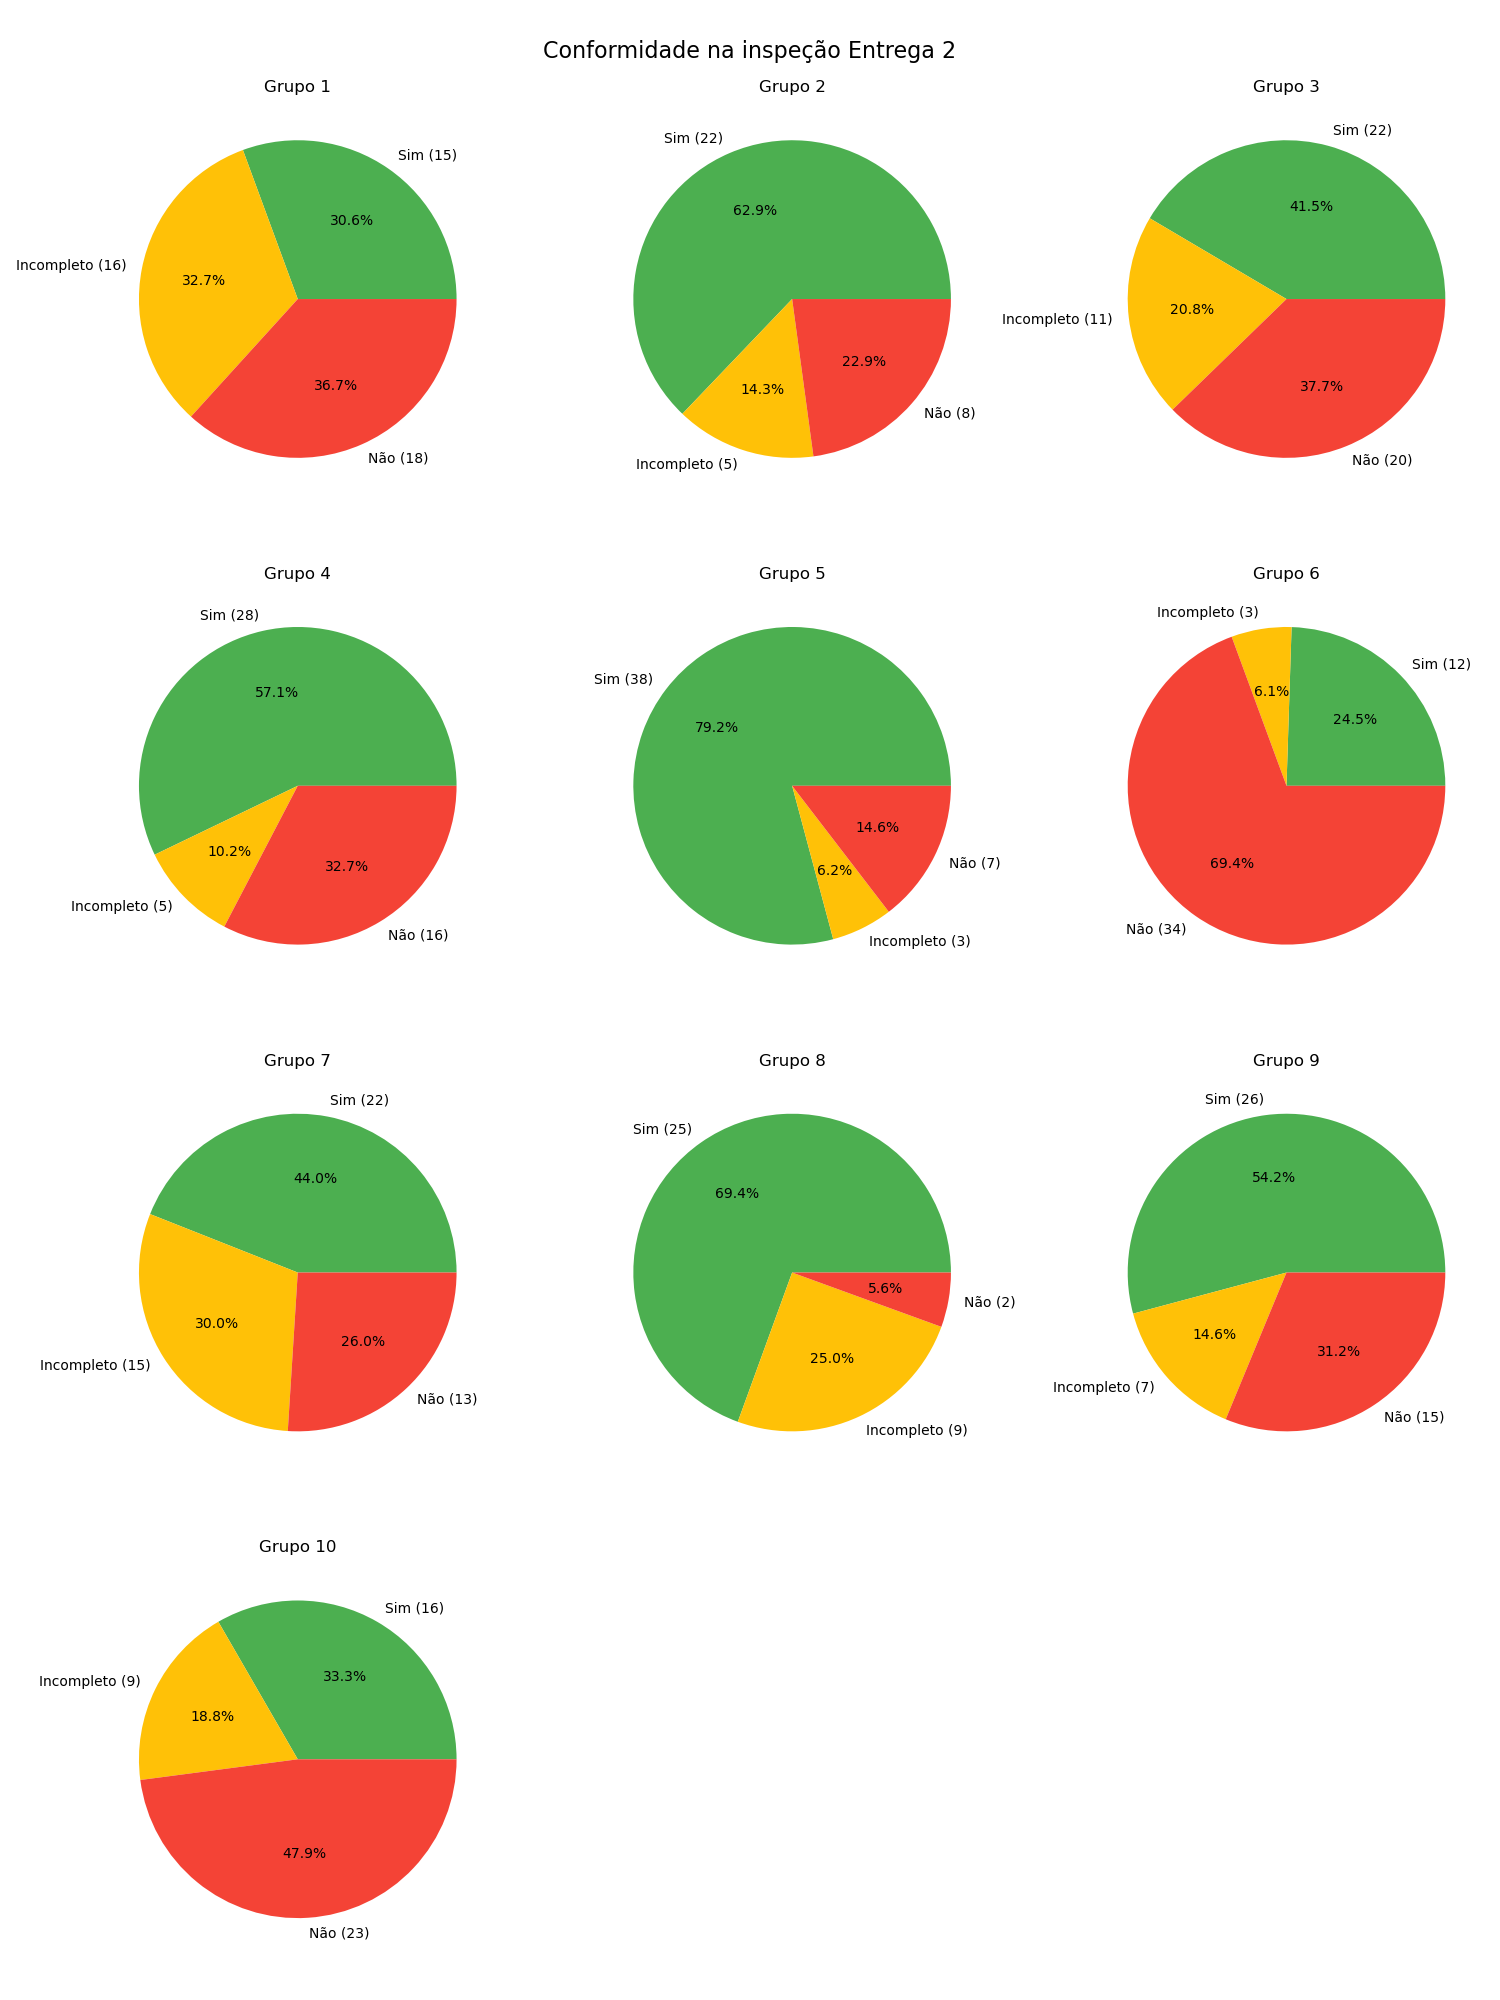 Conformidade na inspeção Entrega 2
Grupo 1
Sim (15)
30.6%
Incompleto (16)
32.7%
36.7%
Não (18)
Grupo 2
Sim (22)
62.9%
22.9%
14.3%
Não (8)
Incompleto (5)
Grupo 3
Sim (22)
41.5%
20.8%
Incompleto (11)
37.7%
Não (20)
Grupo 4
Sim (28)
57.1%
10.2%
32.7%
Incompleto (5)
Não (16)
Grupo 5
Sim (38)
79.2%
14.6%
6.2%
Não (7)
Incompleto (3)
Grupo 6
Incompleto (3)
Sim (12)
6.1%
24.5%
69.4%
Não (34)
Grupo 7
Sim (22)
44.0%
30.0%
26.0%
Incompleto (15)
Não (13)
Grupo 8
Sim (25)
69.4%
5.6%
Não (2)
25.0%
Incompleto (9)
Grupo 9
Sim (26)
54.2%
14.6%
31.2%
Incompleto (7)
Não (15)
Grupo 10
Sim (16)
33.3%
Incompleto (9)
18.8%
47.9%
Não (23)